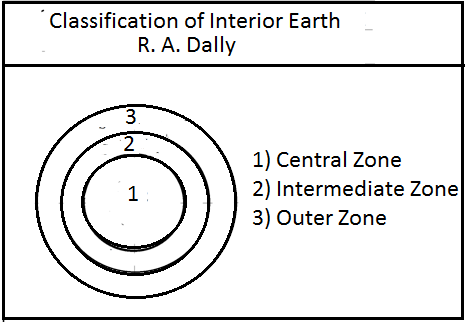 Classification of Interior Earth
R. A. Dally
3
2
1
1) Central Zone
2) Intermediate Zone
3) Outer Zone